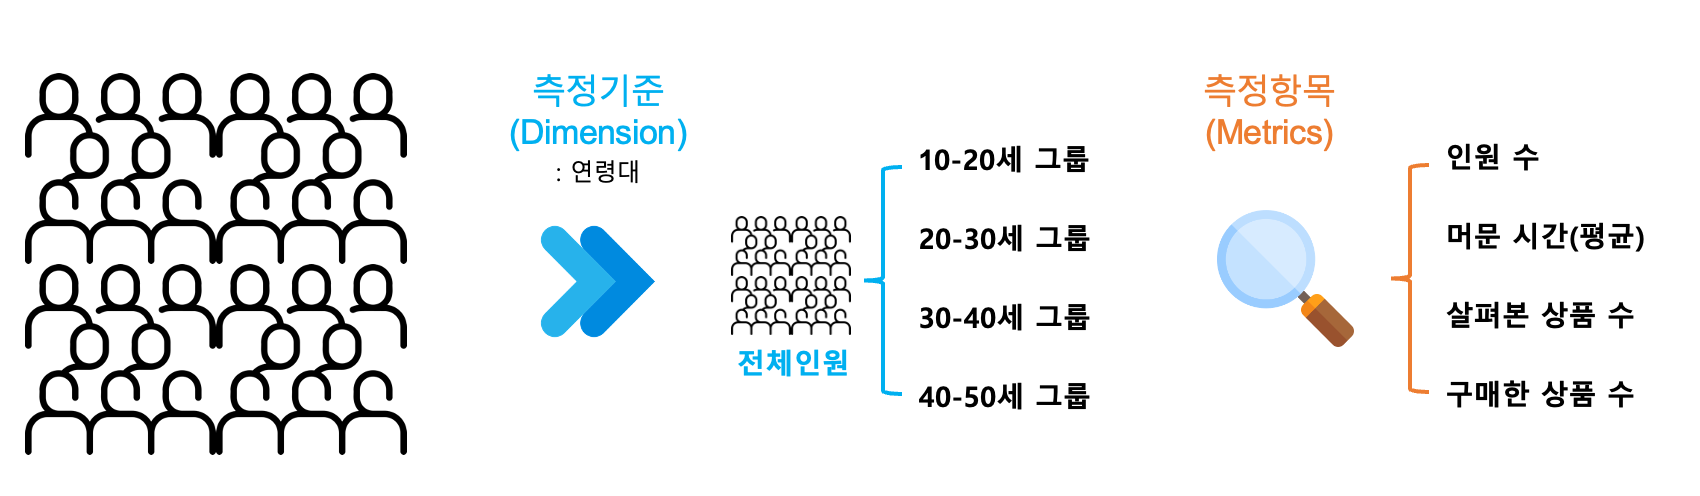 측정기준
(Dimension)
: 연령대
전체인원
10-20세 그룹
20-30세 그룹
30-40세 그룹
40-50세 그룹
측정항목
(Metrics)
인원 수
머문 시간(평균)
살펴본 상품 수
구매한 상품 수